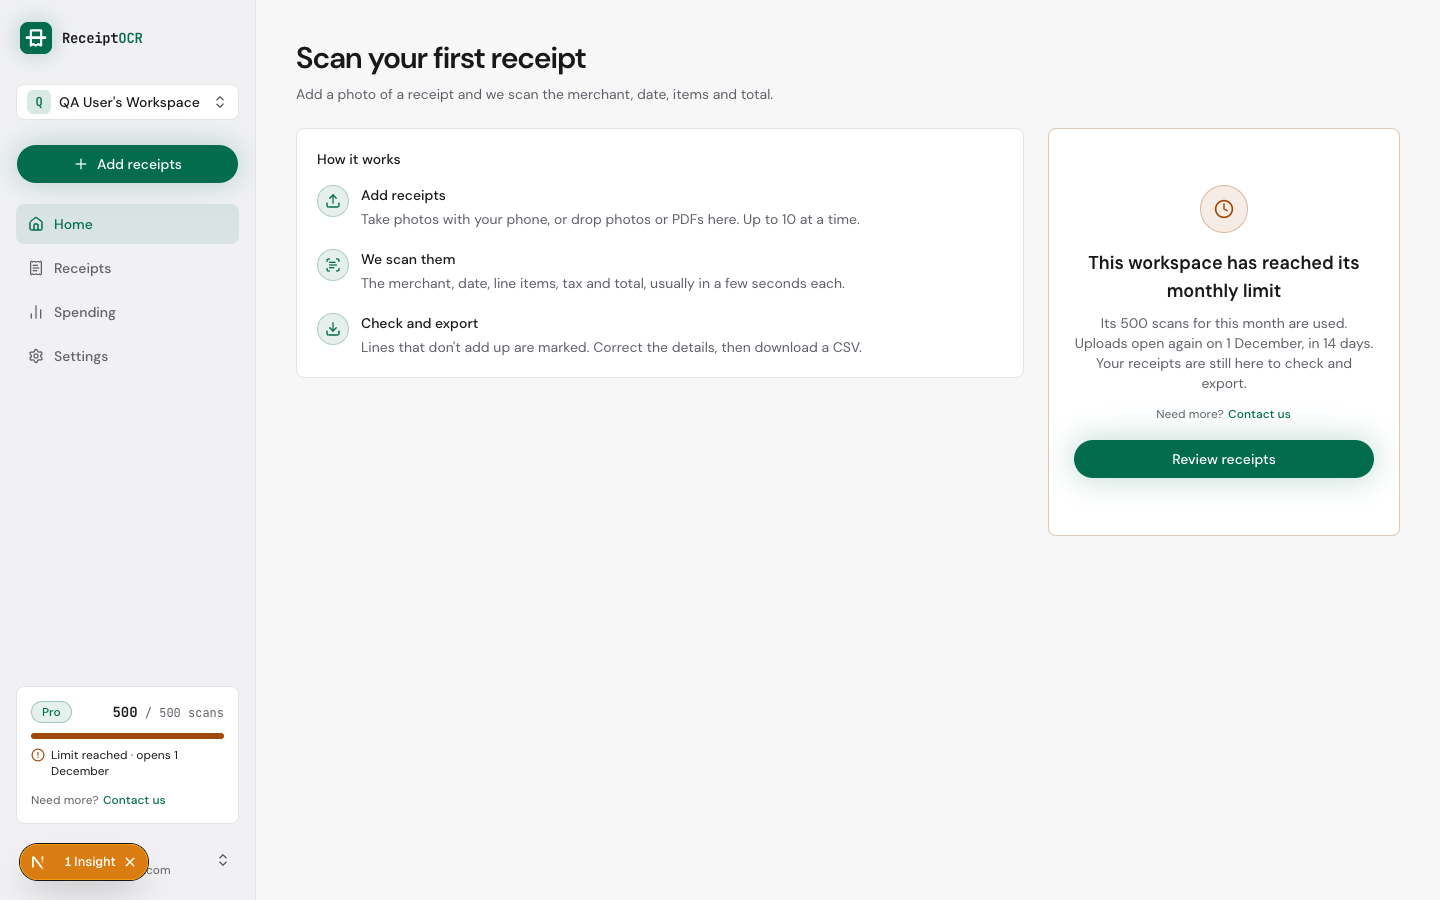 ReceiptOCR
Q QA User's Workspace
Add receipts
Home
Receipts
Spending
Settings
Pro 500 / 500 scans
Limit reached · opens 1
December
Need more? Contact us
1 Insight
.com
Scan your first receipt
Add a photo of a receipt and we scan the merchant, date, items and total.
How it works
Add receipts
Take photos with your phone, or drop photos or PDFs here. Up to 10 at a time.
We scan them
The merchant, date, line items, tax and total, usually in a few seconds each.
Check and export
Lines that don't add up are marked. Correct the details, then download a CSV.
This workspace has reached its
monthly limit
Its 500 scans for this month are used.
Uploads open again on 1 December, in 14 days.
Your receipts are still here to check and
export.
Need more? Contact us
Review receipts